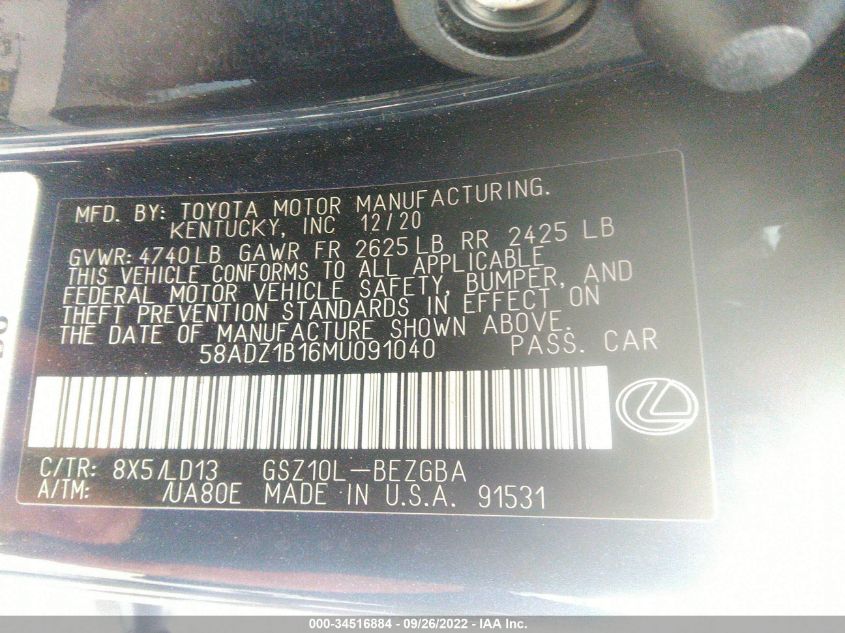 MFD. BY: TOYOTA MOTOR MANUFACTURING.
KENTUCKY, INC 12/20
GVWR: 4740LB GAWR FR 2625 LB RR 2425 LB
THIS VEHICLE CONFORMS TO ALL APPLICABLE
FEDERAL MOTOR VEHICLE SAFETY, BUMPER, AND
THEFT PREVENTION STANDARDS IN EFFECT ON
THE DATE OF MANUFACTURE SHOWN ABOVE.
58ADZ1B16MU091040 PASS. CAR
C/TR: 8X5/LD13 GSZ10L-BEZGBA
A/TM: /UA80E MADE IN U.S.A. 91531
000-34516884 - 09/26/2022 - IAA Inc.